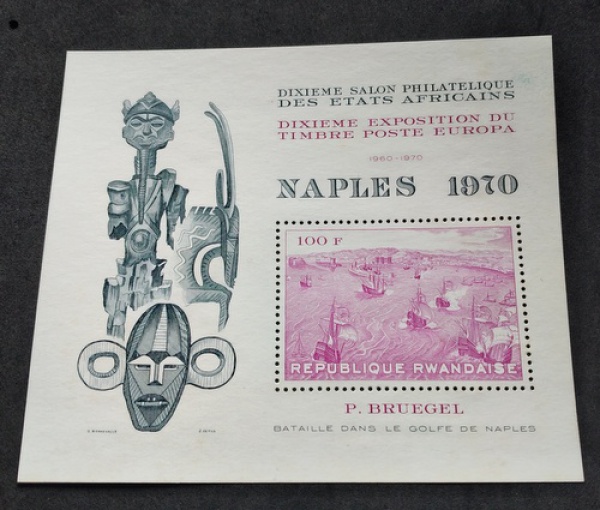 DIXIEME SALON PHILATELIQUE
DES ETATS AFRICAINS
DIXIEME EXPOSITION DU
TIMBRE POSTE EUROPA
1960-1970
NAPLES 1970
100 F
REPUBLIQUE RWANDAISE
P. BRUEGEL
BATAILLE DANS LE GOLFE DE NAPLES